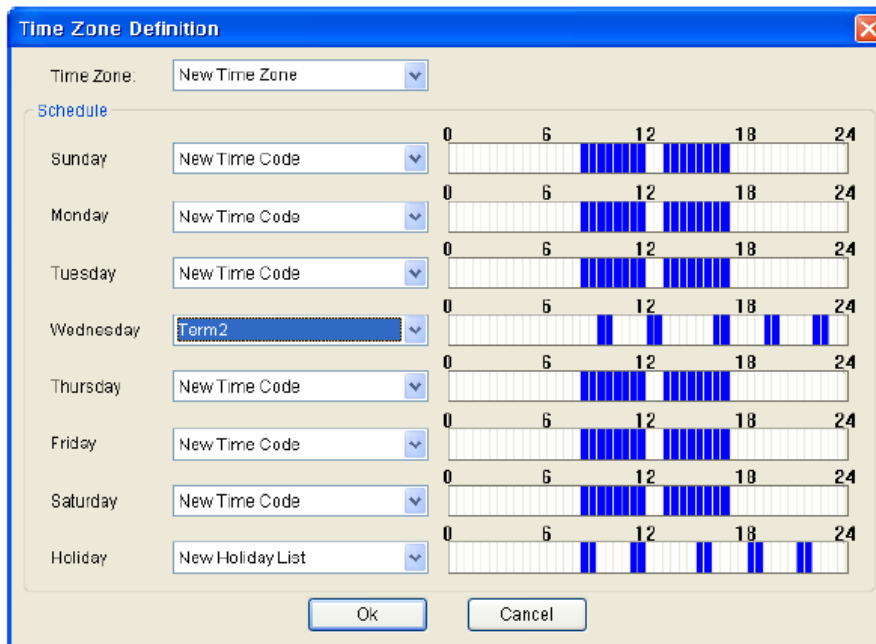 Time Zone Definition
Time Zone: New Time Zone
Schedule
0 6 12 18 24
Sunday New Time Code
0 6 12 18 24
Monday New Time Code
0 6 12 18 24
Tuesday New Time Code
0 6 12 18 24
Wednesday Term2
0 6 12 18 24
Thursday New Time Code
0 6 12 18 24
Friday New Time Code
0 6 12 18 24
Saturday New Time Code
0 6 12 18 24
Holiday New Holiday List
Ok Cancel